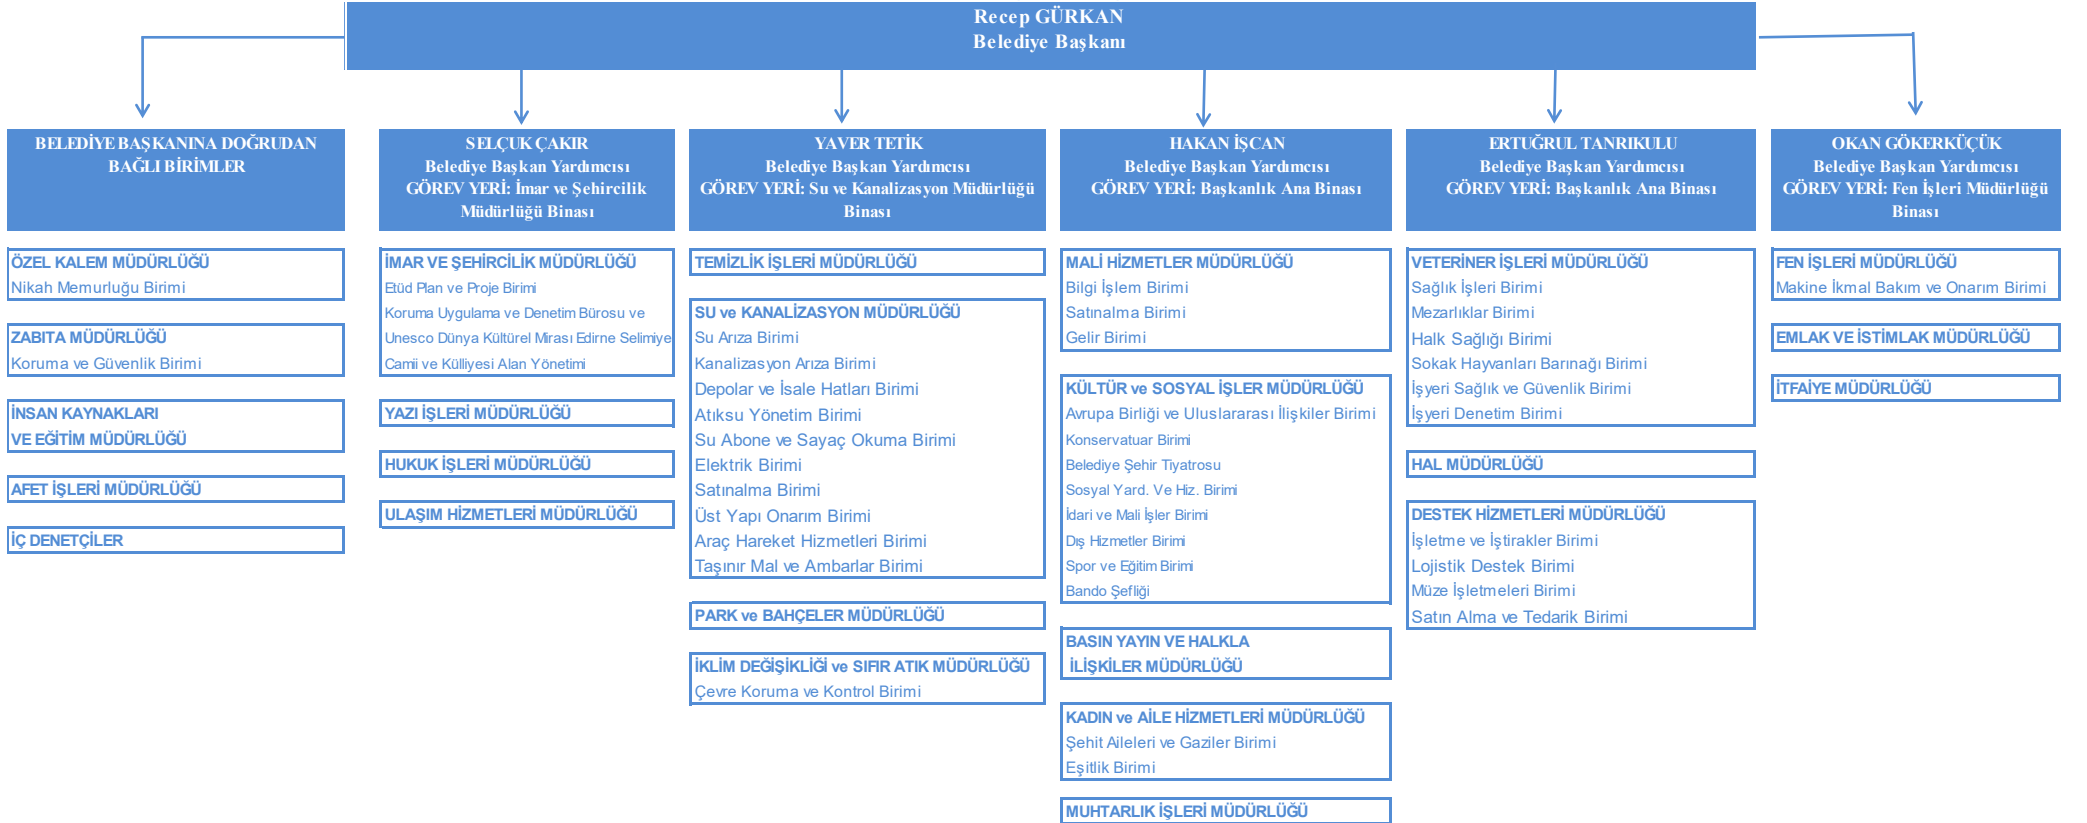 Recep GÜRKAN
Belediye Başkanı
BELEDİYE BAŞKANINA DOĞRUDAN
BAĞLI BİRİMLER
ÖZEL KALEM MÜDÜRLÜĞÜ
Nikah Memurluğu Birimi
ZABITA MÜDÜRLÜĞÜ
Koruma ve Güvenlik Birimi
İNSAN KAYNAKLARI
VE EĞİTİM MÜDÜRLÜĞÜ
AFET İŞLERİ MÜDÜRLÜĞÜ
İÇ DENETÇİLER
SELÇUK ÇAKIR
Belediye Başkan Yardımcısı
GÖREV YERİ: İmar ve Şehircilik
Müdürlüğü Binası
İMAR VE ŞEHİRCİLİK MÜDÜRLÜĞÜ
Etüd Plan ve Proje Birimi
Koruma Uygulama ve Denetim Bürosu ve
Unesco Dünya Kültürel Mirası Edirne Selimiye
Camii ve Külliyesi Alan Yönetimi
YAZI İŞLERİ MÜDÜRLÜĞÜ
HUKUK İŞLERİ MÜDÜRLÜĞÜ
ULAŞIM HİZMETLERİ MÜDÜRLÜĞÜ
YAVER TETİK
Belediye Başkan Yardımcısı
GÖREV YERİ: Su ve Kanalizasyon Müdürlüğü
Binası
TEMİZLİK İŞLERİ MÜDÜRLÜĞÜ
SU ve KANALİZASYON MÜDÜRLÜĞÜ
Su Arıza Birimi
Kanalizasyon Arıza Birimi
Depolar ve İsale Hatları Birimi
Atıksu Yönetim Birimi
Su Abone ve Sayaç Okuma Birimi
Elektrik Birimi
Satınalma Birimi
Üst Yapı Onarım Birimi
Araç Hareket Hizmetleri Birimi
Taşınır Mal ve Ambarlar Birimi
PARK ve BAHÇELER MÜDÜRLÜĞÜ
İKLİM DEĞİŞİKLİĞİ ve SIFIR ATIK MÜDÜRLÜĞÜ
Çevre Koruma ve Kontrol Birimi
HAKAN İŞCAN
Belediye Başkan Yardımcısı
GÖREV YERİ: Başkanlık Ana Binası
MALİ HİZMETLER MÜDÜRLÜĞÜ
Bilgi İşlem Birimi
Satınalma Birimi
Gelir Birimi
KÜLTÜR ve SOSYAL İŞLER MÜDÜRLÜĞÜ
Avrupa Birliği ve Uluslararası İlişkiler Birimi
Konservatuar Birimi
Belediye Şehir Tiyatrosu
Sosyal Yard. Ve Hiz. Birimi
İdari ve Mali İşler Birimi
Dış Hizmetler Birimi
Spor ve Eğitim Birimi
Bando Şefliği
BASIN YAYIN VE HALKLA
İLİŞKİLER MÜDÜRLÜĞÜ
KADIN ve AİLE HİZMETLERİ MÜDÜRLÜĞÜ
Şehit Aileleri ve Gaziler Birimi
Eşitlik Birimi
MUHTARLIK İŞLERİ MÜDÜRLÜĞÜ
ERTUĞRUL TANRIKULU
Belediye Başkan Yardımcısı
GÖREV YERİ: Başkanlık Ana Binası
VETERİNER İŞLERİ MÜDÜRLÜĞÜ
Sağlık İşleri Birimi
Mezarlıklar Birimi
Halk Sağlığı Birimi
Sokak Hayvanları Barınağı Birimi
İşyeri Sağlık ve Güvenlik Birimi
İşyeri Denetim Birimi
HAL MÜDÜRLÜĞÜ
DESTEK HİZMETLERİ MÜDÜRLÜĞÜ
İşletme ve İştirakler Birimi
Lojistik Destek Birimi
Müze İşletmeleri Birimi
Satın Alma ve Tedarik Birimi
OKAN GÖKERKÜÇÜK
Belediye Başkan Yardımcısı
GÖREV YERİ: Fen İşleri Müdürlüğü
Binası
FEN İŞLERİ MÜDÜRLÜĞÜ
Makine İkmal Bakım ve Onarım Birimi
EMLAK VE İSTİMLAK MÜDÜRLÜĞÜ
İTFAİYE MÜDÜRLÜĞÜ